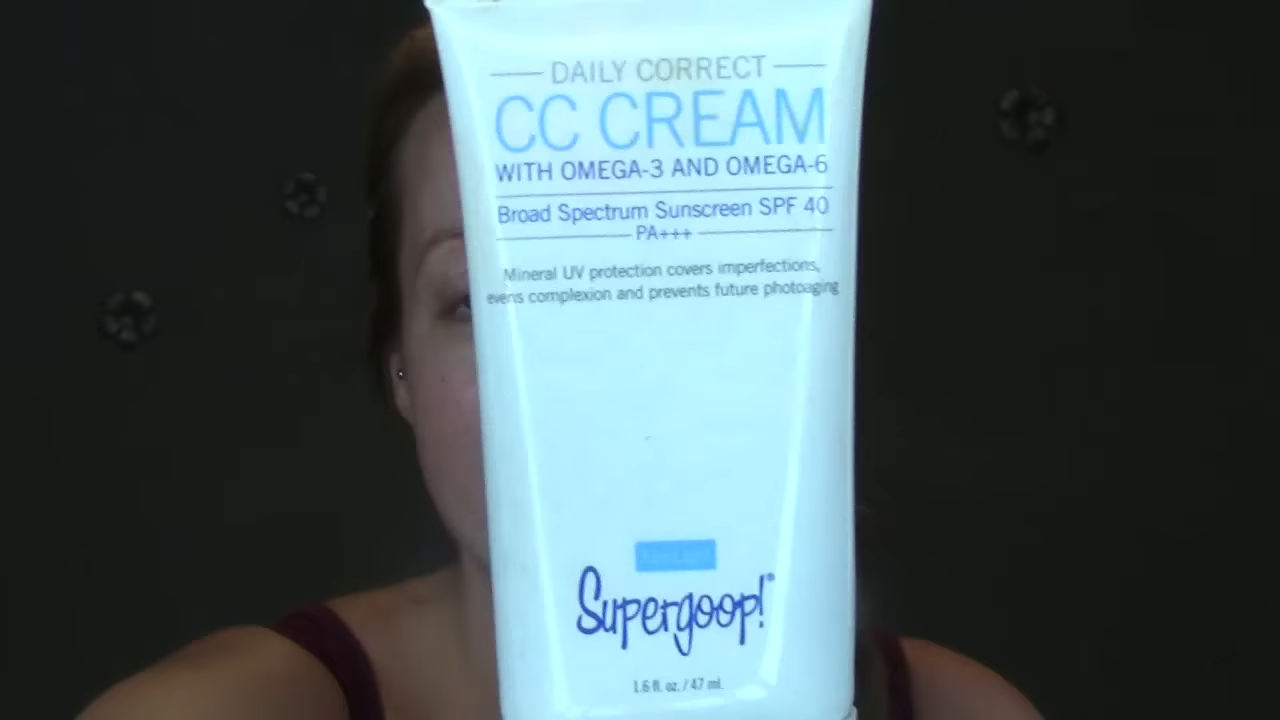 DAILY CORRECT
CC CREAM
WITH OMEGA-3 AND OMEGA-6
Broad Spectrum Sunscreen SPF 40
PA+++
Mineral UV protection covers imperfections,
evens complexion and prevents future photoaging
Supergoop!
1.6 fl. oz. / 47 ml.